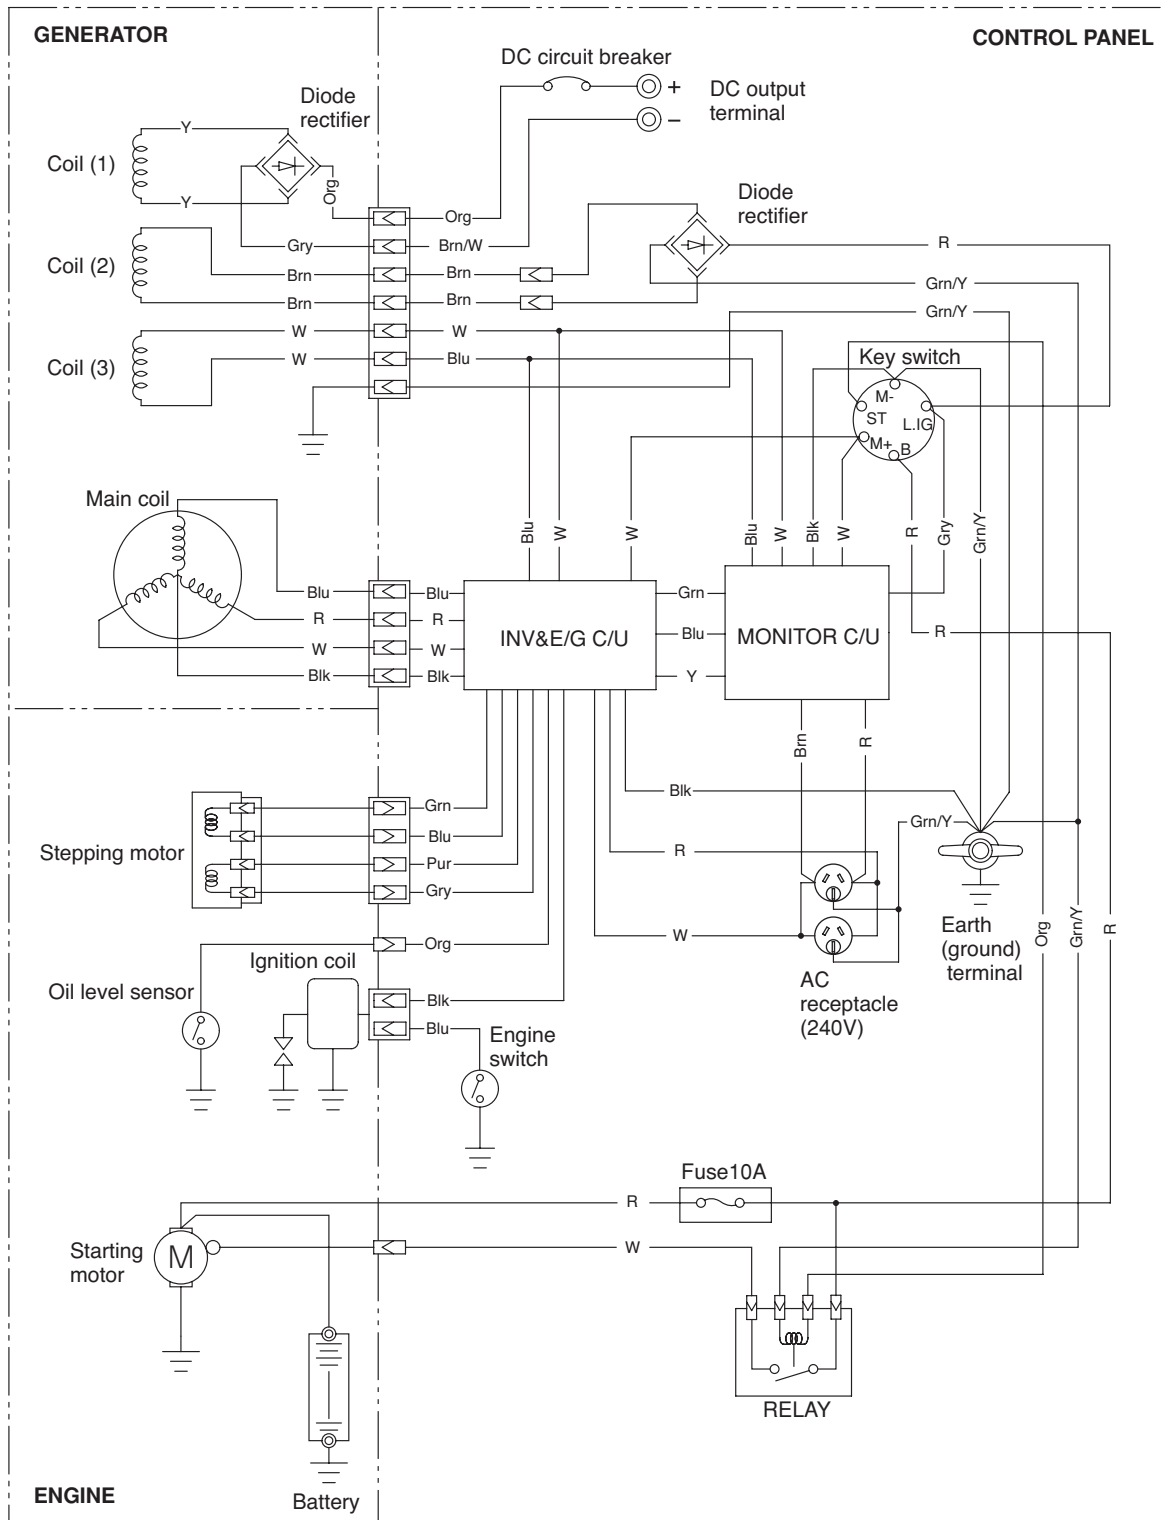 GENERATOR
CONTROL PANEL
DC circuit breaker
+
DC output
terminal
−
Diode
rectifier
Y
Coil (1)
Y
Org
Diode
rectifier
Org
Gry
Brn/W
R
Coil (2)
Brn
Brn
Grn/Y
Brn
Brn
Grn/Y
W
W
Key switch
Coil (3)
W
Blu
M-
ST
L.IG
M+
B
Main coil
Blu
W
W
Blu
W
Blk
W
R
Gry
Grn/Y
Blu
Blu
Grn
R
R
INV&E/G C/U
Blu
MONITOR C/U
R
W
W
Blk
Blk
Y
Brn
R
Blk
Grn
Grn/Y
Blu
Stepping motor
R
Pur
Gry
Org
W
Earth
(ground)
terminal
Org
Grn/Y
R
Ignition coil
AC
receptacle
(240V)
Oil level sensor
Blk
Blu
Engine
switch
Fuse10A
R
Starting
motor
M
W
RELAY
ENGINE
Battery